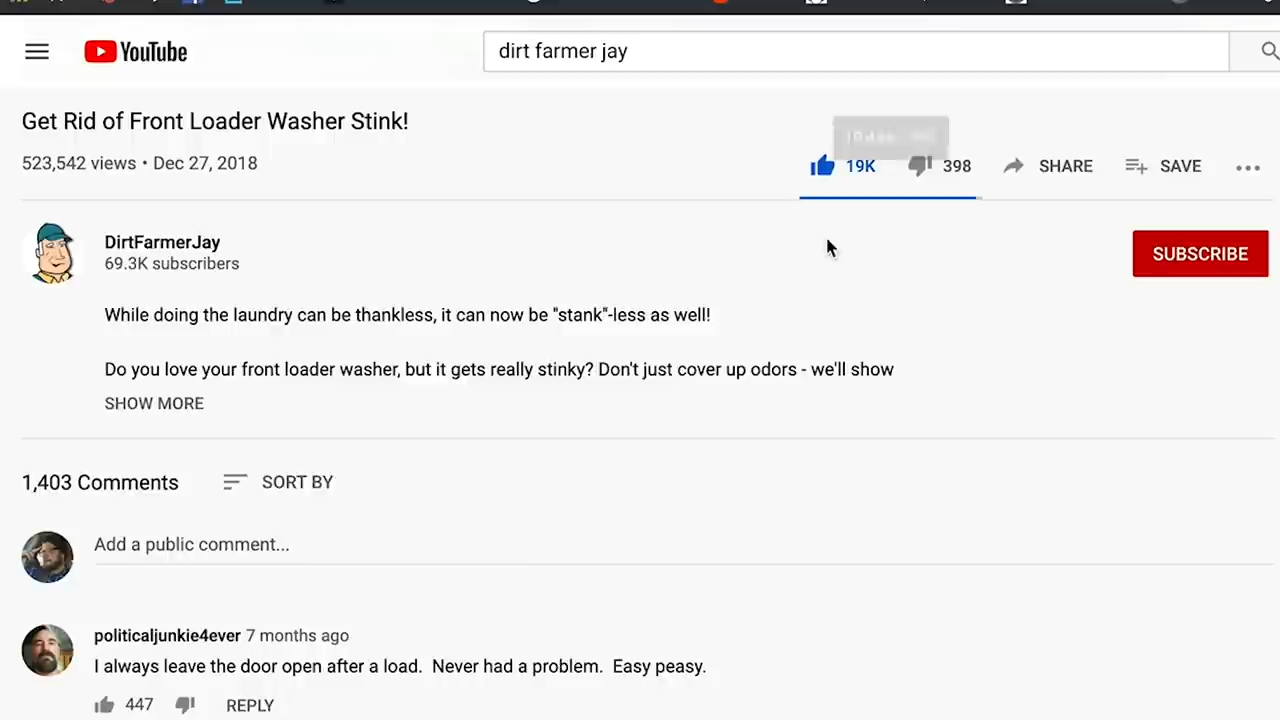 YouTube
dirt farmer jay
Get Rid of Front Loader Washer Stink!
523,542 views • Dec 27, 2018
19K 398 SHARE SAVE
DirtFarmerJay
69.3K subscribers
SUBSCRIBE
While doing the laundry can be thankless, it can now be "stank"-less as well!
Do you love your front loader washer, but it gets really stinky? Don't just cover up odors - we'll show
SHOW MORE
1,403 Comments SORT BY
Add a public comment...
politicaljunkie4ever 7 months ago
I always leave the door open after a load. Never had a problem. Easy peasy.
447 REPLY